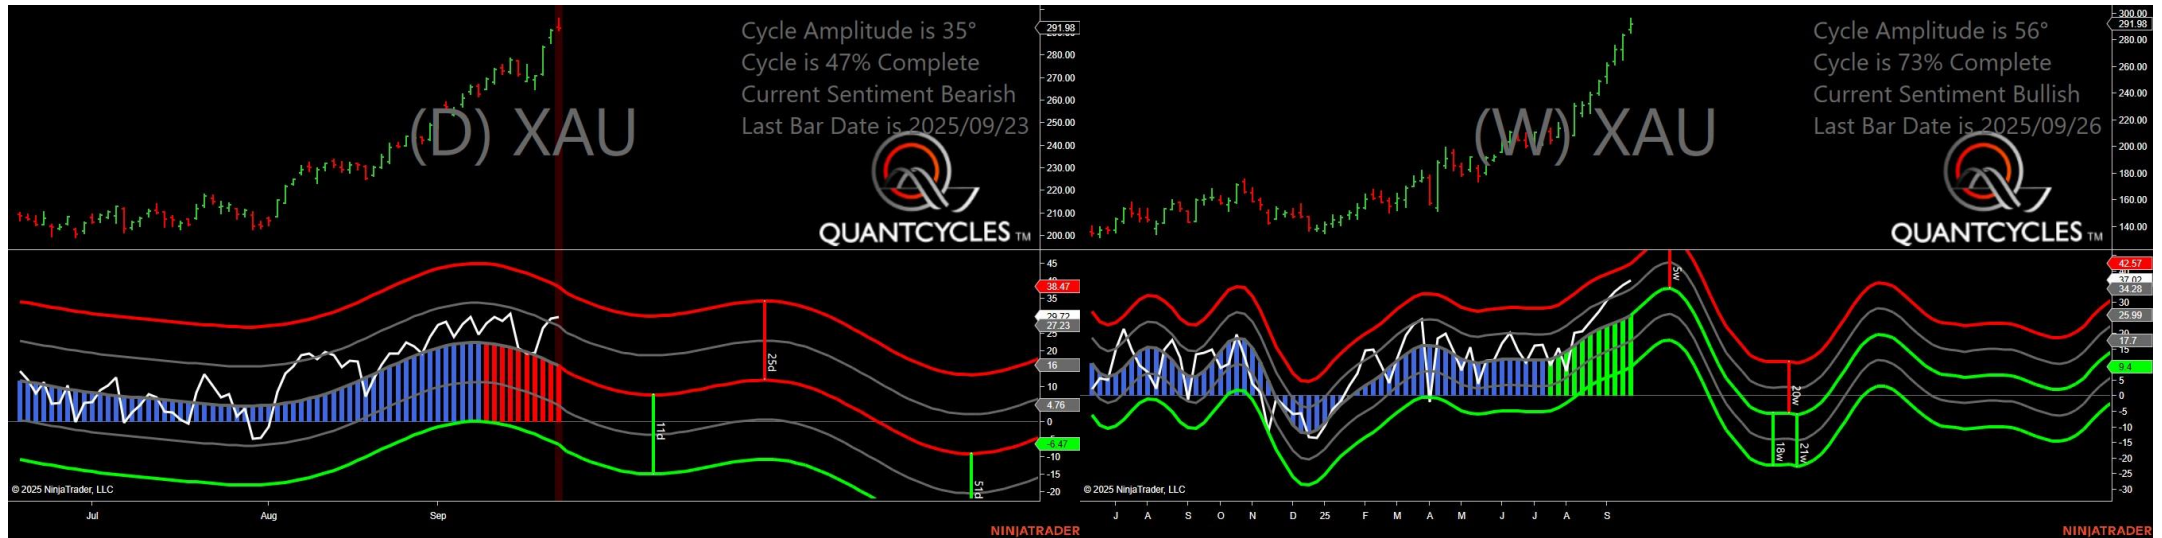 Cycle Amplitude is 35°
Cycle is 47% Complete
Current Sentiment Bearish
Last Bar Date is 2025/09/23
(D) XAU
QUANTCYCLES TM
291.98
280.00
270.00
260.00
250.00
240.00
230.00
220.00
210.00
200.00
45
38.47
35
29.72
27.23
25
20
16
10
4.76
0
-6.47
-10
-15
-20
25d
11d
51d
© 2025 NinjaTrader, LLC
Jul
Aug
Sep
NINJATRADER
Cycle Amplitude is 56°
Cycle is 73% Complete
Current Sentiment Bullish
Last Bar Date is 2025/09/26
(W) XAU
QUANTCYCLES TM
300.00
291.98
280.00
260.00
240.00
220.00
200.00
180.00
160.00
140.00
42.57
37.02
34.28
30
25.99
17.7
15
9.4
5
0
-5
-10
-15
-20
-25
-30
5w
20w
18w
21w
© 2025 NinjaTrader, LLC
J A S O N D 25 F M A M J J A S
NINJATRADER